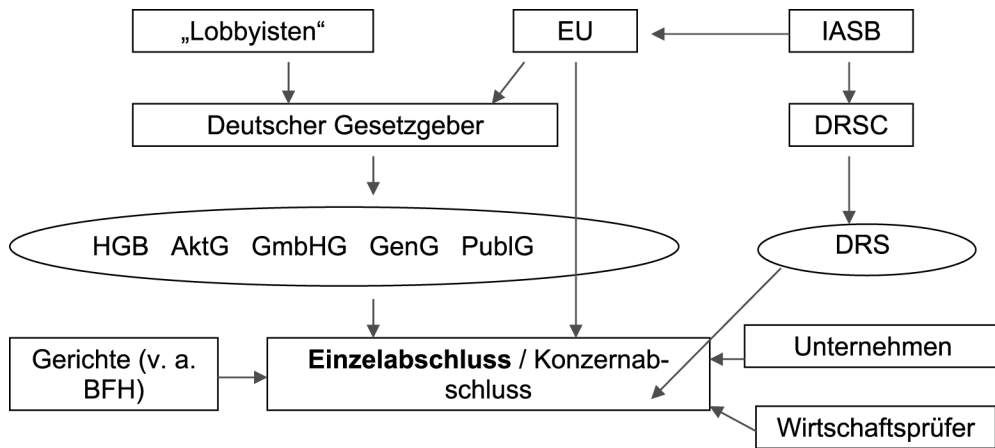 „Lobbyisten“
EU
IASB
Deutscher Gesetzgeber
DRSC
HGB AktG GmbHG GenG PublG
DRS
Gerichte (v. a.
BFH)
Einzelabschluss / Konzernab-
schluss
Unternehmen
Wirtschaftsprüfer